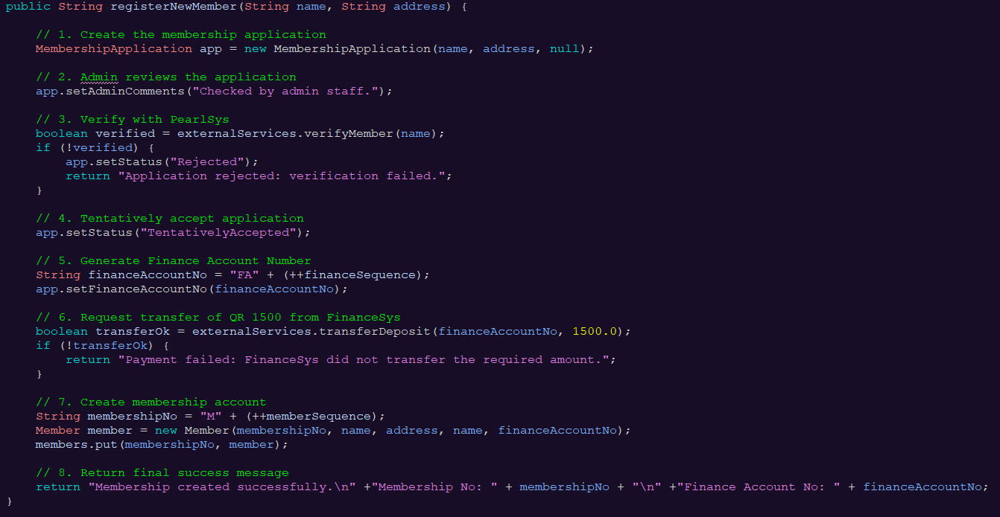 public String registerNewMember(String name, String address) {
// 1. Create the membership application
MembershipApplication app = new MembershipApplication(name, address, null);
// 2. Admin reviews the application
app.setAdminComments("Checked by admin staff.");
// 3. Verify with PearlSys
boolean verified = externalServices.verifyMember(name);
if (!verified) {
app.setStatus("Rejected");
return "Application rejected: verification failed.";
}
// 4. Tentatively accept application
app.setStatus("TentativelyAccepted");
// 5. Generate Finance Account Number
String financeAccountNo = "FA" + (++financeSequence);
app.setFinanceAccountNo(financeAccountNo);
// 6. Request transfer of QR 1500 from FinanceSys
boolean transferOk = externalServices.transferDeposit(financeAccountNo, 1500.0);
if (!transferOk) {
return "Payment failed: FinanceSys did not transfer the required amount.";
}
// 7. Create membership account
String membershipNo = "M" + (++memberSequence);
Member member = new Member(membershipNo, name, address, name, financeAccountNo);
members.put(membershipNo, member);
// 8. Return final success message
return "Membership created successfully.\n" +"Membership No: " + membershipNo + "\n" +"Finance Account No: " + financeAccountNo;
}